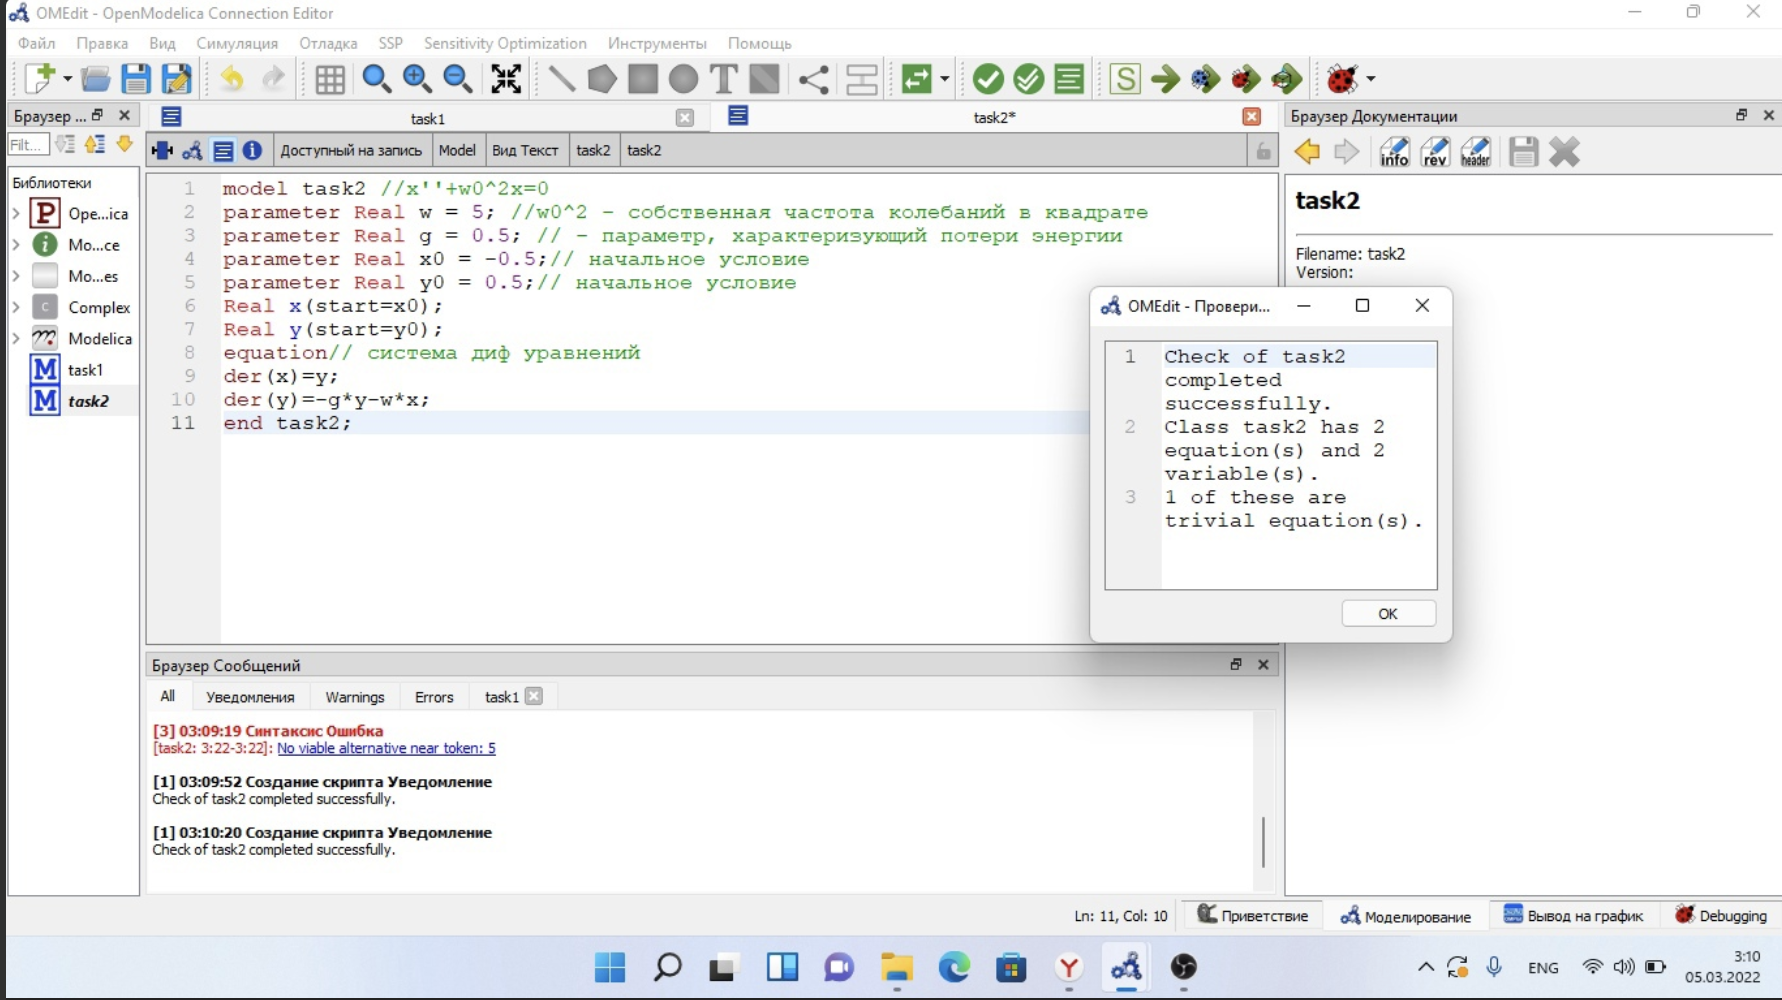 OMEdit - OpenModelica Connection Editor
Файл Правка Вид Симуляция Отладка SSP Sensitivity Optimization Инструменты Помощь
Браузер ...
task1
task2*
Браузер Документации
Filt...
Доступный на запись Model Вид Текст task2 task2
info rev header
Библиотеки
P Ope...ica
Mo...ce
Mo...es
C Complex
Modelica
M task1
M task2
1 model task2 //x''+w0^2x=0
2 parameter Real w = 5; //w0^2 - собственная частота колебаний в квадрате
3 parameter Real g = 0.5; // - параметр, характеризующий потери энергии
4 parameter Real x0 = -0.5;// начальное условие
5 parameter Real y0 = 0.5;// начальное условие
6 Real x(start=x0);
7 Real y(start=y0);
8 equation// система диф уравнений
9 der(x)=y;
10 der(y)=-g*y-w*x;
11 end task2;
task2
Filename: task2
Version:
OMEdit - Провери...
1 Check of task2
completed
successfully.
2 Class task2 has 2
equation(s) and 2
variable(s).
3 1 of these are
trivial equation(s).
OK
Браузер Сообщений
All Уведомления Warnings Errors task1
[3] 03:09:19 Синтаксис Ошибка
[task2: 3:22-3:22]: No viable alternative near token: 5
[1] 03:09:52 Создание скрипта Уведомление
Check of task2 completed successfully.
[1] 03:10:20 Создание скрипта Уведомление
Check of task2 completed successfully.
Ln: 11, Col: 10 Приветствие Моделирование Вывод на график Debugging
ENG
3:10
05.03.2022